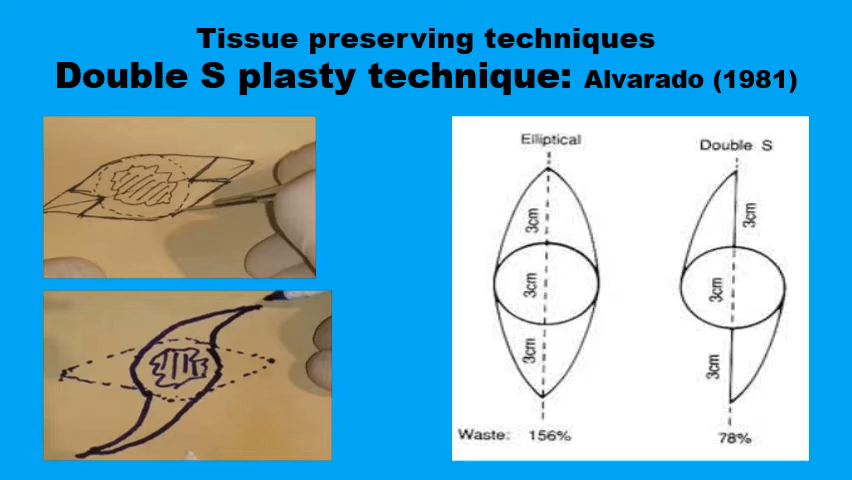 Tissue preserving techniques
Double S plasty technique: Alvarado (1981)
Elliptical
Double S
3cm
3cm
3cm
3cm
3cm
3cm
Waste: 156%
78%